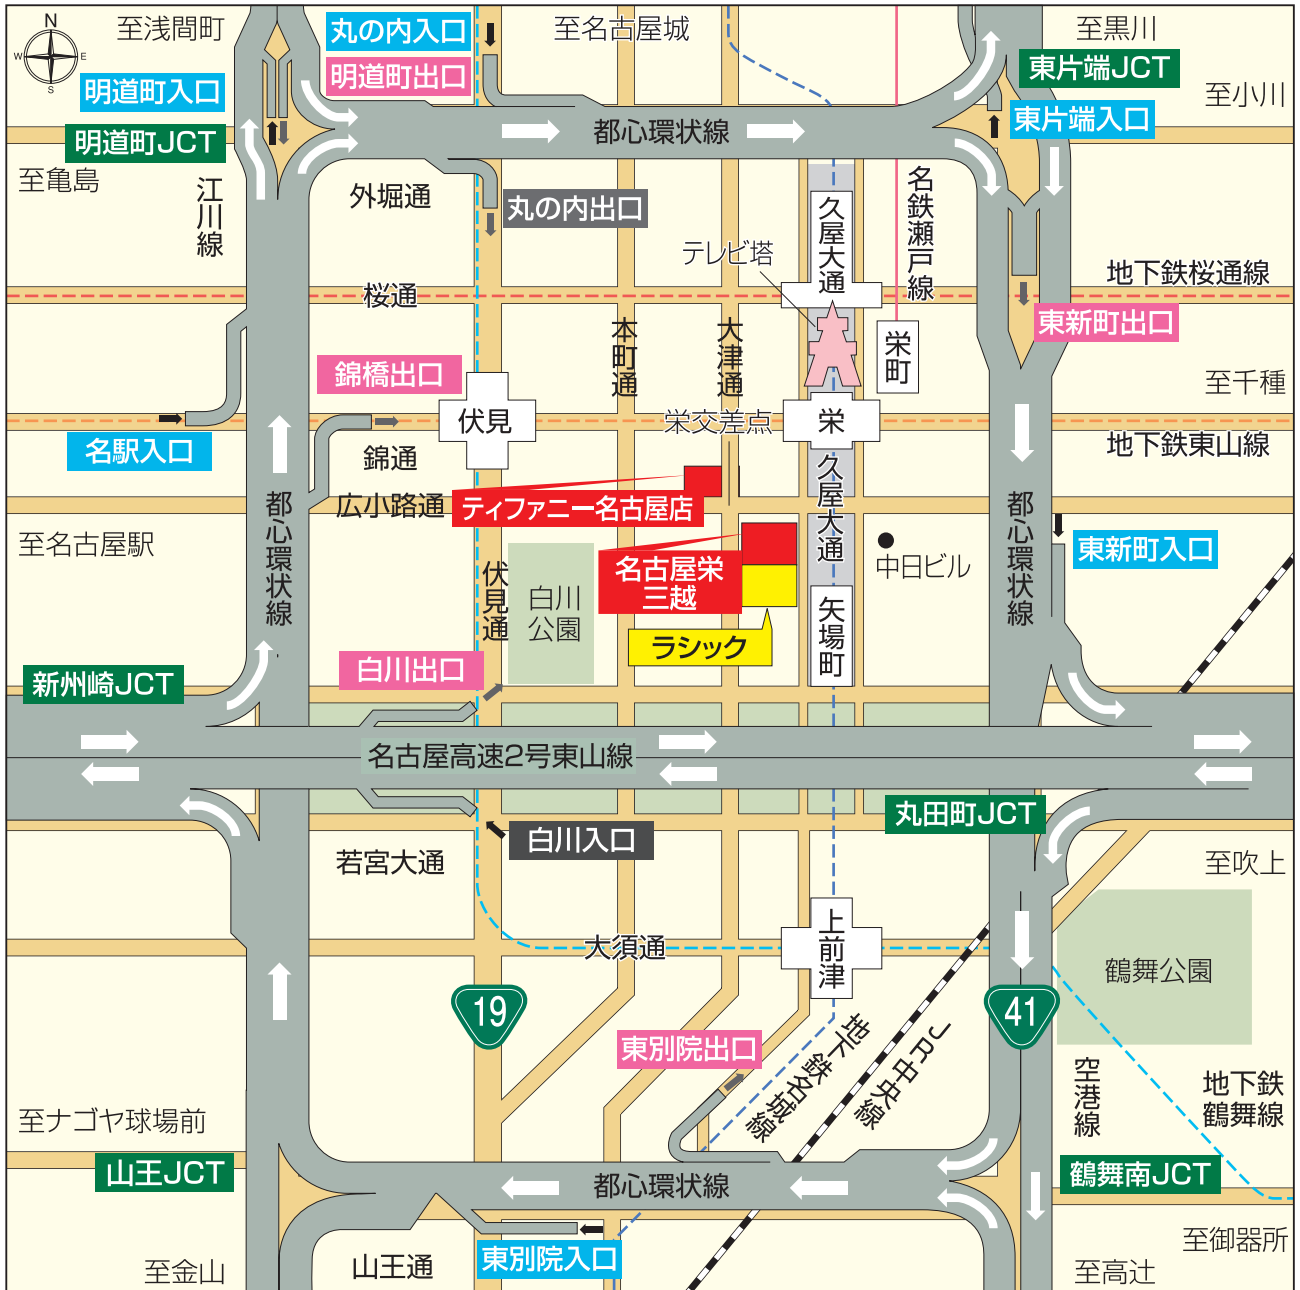 N
W
E
S
至浅間町
丸の内入口
至名古屋城
至黒川
明道町出口
東片端JCT
明道町入口
至小川
都心環状線
東片端入口
明道町JCT
至亀島
江川線
外堀通
丸の内出口
久屋大通
名鉄瀬戸線
テレビ塔
地下鉄桜通線
桜通
東新町出口
本町通
大津通
栄町
錦橋出口
至千種
伏見
栄交差点
栄
地下鉄東山線
名駅入口
錦通
久屋大通
都心環状線
広小路通
ティファニー名古屋店
都心環状線
至名古屋駅
中日ビル
東新町入口
伏見通
白川
公園
名古屋栄
三越
矢場町
ラシック
白川出口
新州崎JCT
名古屋高速2号東山線
丸田町JCT
白川入口
若宮大通
至吹上
上前津
大須通
鶴舞公園
19
41
東別院出口
地下鉄名城線
JR中央線
空港線
地下鉄
鶴舞線
至ナゴヤ球場前
山王JCT
都心環状線
鶴舞南JCT
東別院入口
山王通
至御器所
至金山
至高辻